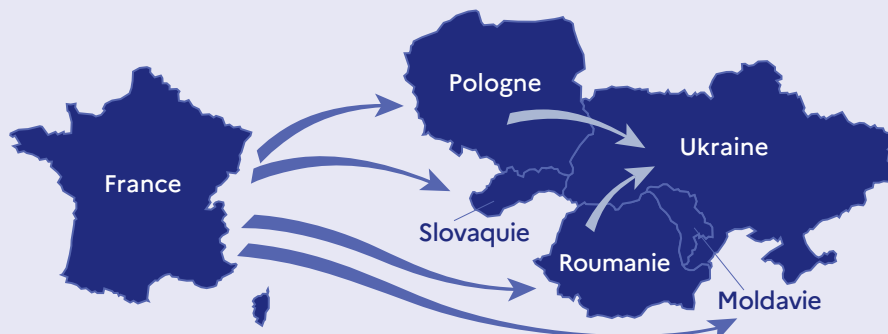 Pologne
Ukraine
France
Slovaquie
Roumanie
Moldavie